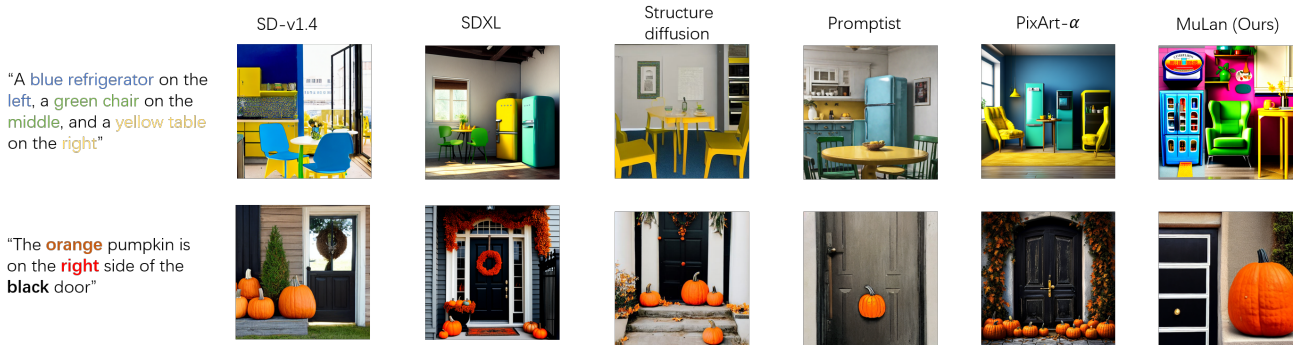 SD-v1.4
SDXL
Structure
diffusion
Promptist
PixArt-α
MuLan (Ours)
“A blue refrigerator on the
left, a green chair on the
middle, and a yellow table
on the right”
“The orange pumpkin is
on the right side of the
black door”